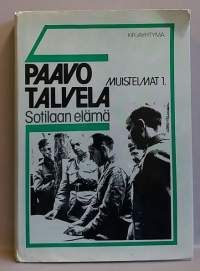 KIRJAYHTYMÄ
PAAVO
TALVELA
MUISTELMAT 1.
Sotilaan elämä